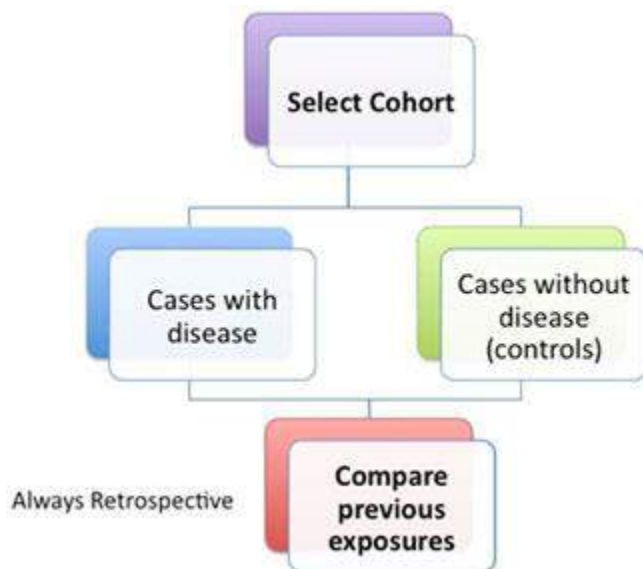 Select Cohort
Cases with
disease
Cases without
disease
(controls)
Always Retrospective
Compare
previous
exposures